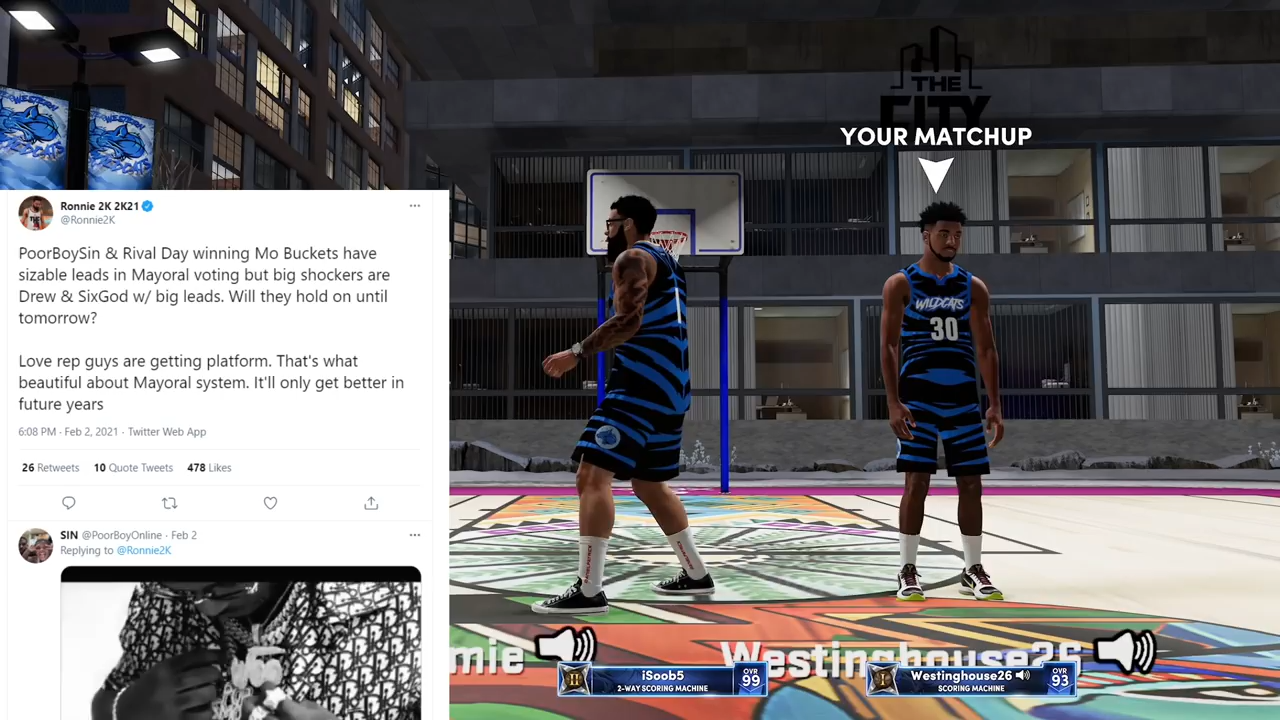 Ronnie 2K 2K21
@Ronnie2K
PoorBoySin & Rival Day winning Mo Buckets have
sizable leads in Mayoral voting but big shockers are
Drew & SixGod w/ big leads. Will they hold on until
tomorrow?
Love rep guys are getting platform. That's what
beautiful about Mayoral system. It'll only get better in
future years
6:08 PM · Feb 2, 2021 · Twitter Web App
26 Retweets 10 Quote Tweets 478 Likes
SIN @PoorBoyOnline · Feb 2
Replying to @Ronnie2K
THE
CITY
YOUR MATCHUP
WILDCATS
30
1
mie
Westinghouse26
iSoob5
2-WAY SCORING MACHINE
OVR
99
II
Westinghouse26
SCORING MACHINE
OVR
93
I